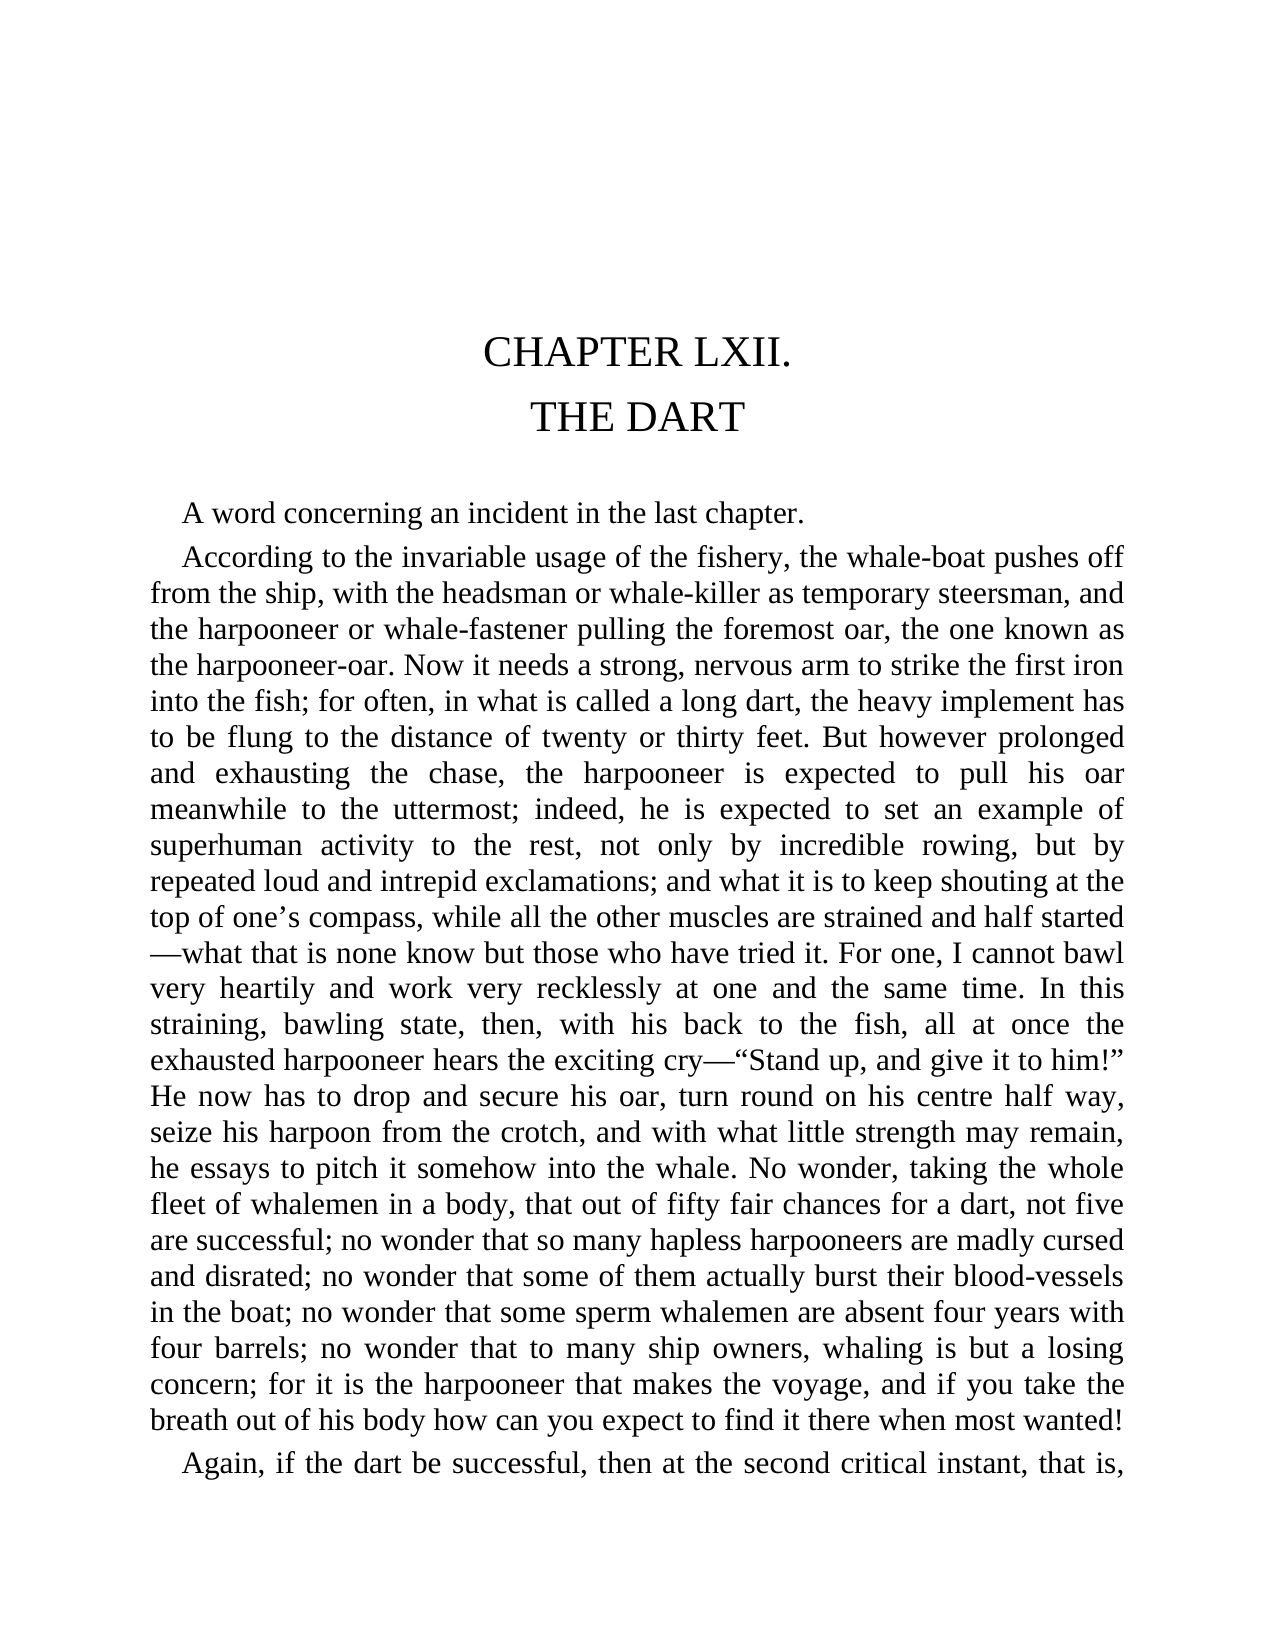 CHAPTER LXII.
THE DART
A word concerning an incident in the last chapter.
According to the invariable usage of the fishery, the whale-boat pushes off
from the ship, with the headsman or whale-killer as temporary steersman, and
the harpooneer or whale-fastener pulling the foremost oar, the one known as
the harpooneer-oar. Now it needs a strong, nervous arm to strike the first iron
into the fish; for often, in what is called a long dart, the heavy implement has
to be flung to the distance of twenty or thirty feet. But however prolonged
and exhausting the chase, the harpooneer is expected to pull his oar
meanwhile to the uttermost; indeed, he is expected to set an example of
superhuman activity to the rest, not only by incredible rowing, but by
repeated loud and intrepid exclamations; and what it is to keep shouting at the
top of one’s compass, while all the other muscles are strained and half started
—what that is none know but those who have tried it. For one, I cannot bawl
very heartily and work very recklessly at one and the same time. In this
straining, bawling state, then, with his back to the fish, all at once the
exhausted harpooneer hears the exciting cry—“Stand up, and give it to him!”
He now has to drop and secure his oar, turn round on his centre half way,
seize his harpoon from the crotch, and with what little strength may remain,
he essays to pitch it somehow into the whale. No wonder, taking the whole
fleet of whalemen in a body, that out of fifty fair chances for a dart, not five
are successful; no wonder that so many hapless harpooneers are madly cursed
and disrated; no wonder that some of them actually burst their blood-vessels
in the boat; no wonder that some sperm whalemen are absent four years with
four barrels; no wonder that to many ship owners, whaling is but a losing
concern; for it is the harpooneer that makes the voyage, and if you take the
breath out of his body how can you expect to find it there when most wanted!
Again, if the dart be successful, then at the second critical instant, that is,